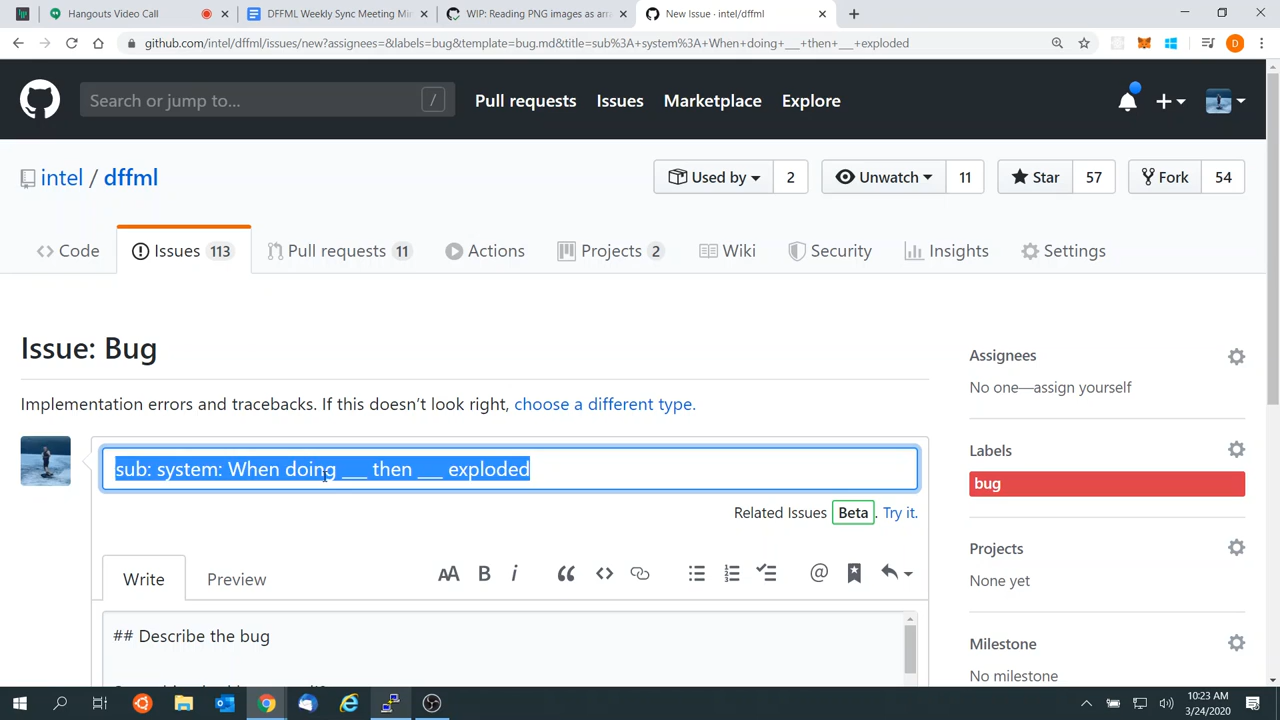 Hangouts Video Call
DFFML Weekly Sync Meeting Mi
WIP: Reading PNG images as arr
New Issue · intel/dffml
github.com/intel/dffml/issues/new?assignees=&labels=bug&template=bug.md&title=sub%3A+system%3A+When+doing+___+then+___+exploded
D
Search or jump to...
/
Pull requests
Issues
Marketplace
Explore
intel / dffml
Used by 2
Unwatch 11
Star 57
Fork 54
Code
Issues 113
Pull requests 11
Actions
Projects 2
Wiki
Security
Insights
Settings
Issue: Bug
Implementation errors and tracebacks. If this doesn’t look right, choose a different type.
sub: system: When doing ___ then ___ exploded
Related Issues Beta. Try it.
Write
Preview
AA B i
## Describe the bug
Assignees
No one—assign yourself
Labels
bug
Projects
None yet
Milestone
No milestone
10:23 AM
3/24/2020